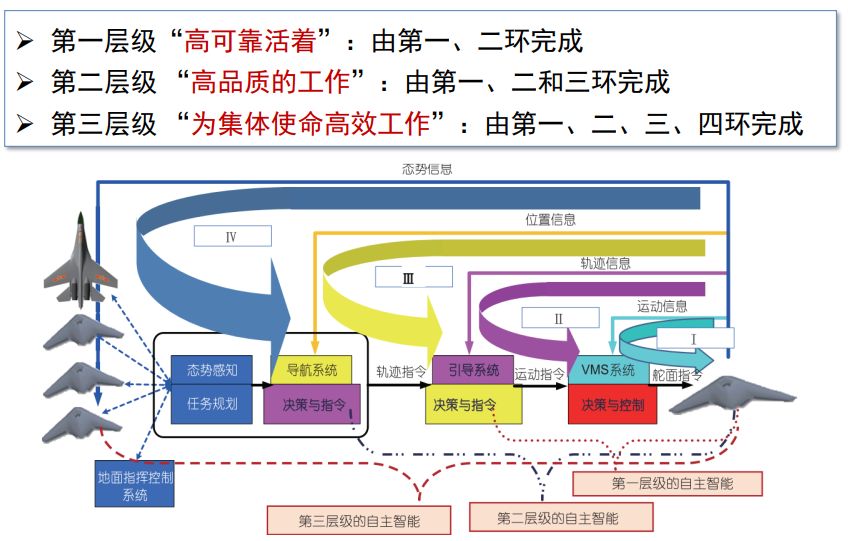 ➢ 第一层级“高可靠活着”：由第一、二环完成
➢ 第二层级 “高品质的工作”：由第一、二和三环完成
➢ 第三层级 “为集体使命高效工作”：由第一、二、三、四环完成
态势信息
位置信息
Ⅳ
轨迹信息
Ⅲ
运动信息
Ⅱ
Ⅰ
态势感知
导航系统
轨迹指令
引导系统
运动指令
VMS系统
舵面指令
任务规划
决策与指令
决策与指令
决策与控制
地面指挥控制
系统
第一层级的自主智能
第二层级的自主智能
第三层级的自主智能